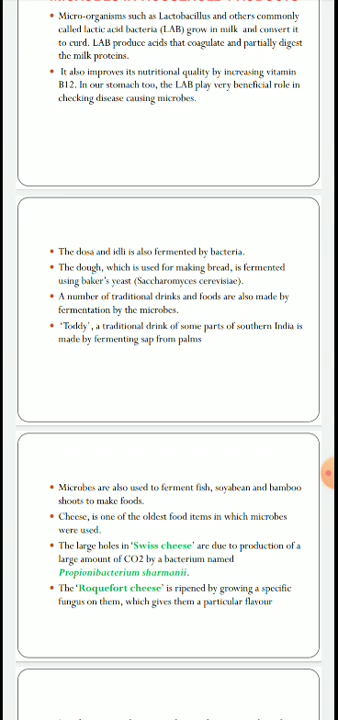 • Micro-organisms such as Lactobacillus and others commonly
called lactic acid bacteria (LAB) grow in milk and convert it
to curd. LAB produce acids that coagulate and partially digest
the milk proteins.
• It also improves its nutritional quality by increasing vitamin
B12. In our stomach too, the LAB play very beneficial role in
checking disease causing microbes.
• The dosa and idli is also fermented by bacteria.
• The dough, which is used for making bread, is fermented
using baker's yeast (Saccharomyces cerevisiae).
• A number of traditional drinks and foods are also made by
fermentation by the microbes.
• 'Toddy', a traditional drink of some parts of southern India is
made by fermenting sap from palms
• Microbes are also used to ferment fish, soyabean and bamboo
shoots to make foods.
• Cheese, is one of the oldest food items in which microbes
were used.
• The large holes in 'Swiss cheese' are due to production of a
large amount of CO2 by a bacterium named
Propionibacterium sharmanii.
• The 'Roquefort cheese' is ripened by growing a specific
fungus on them, which gives them a particular flavour